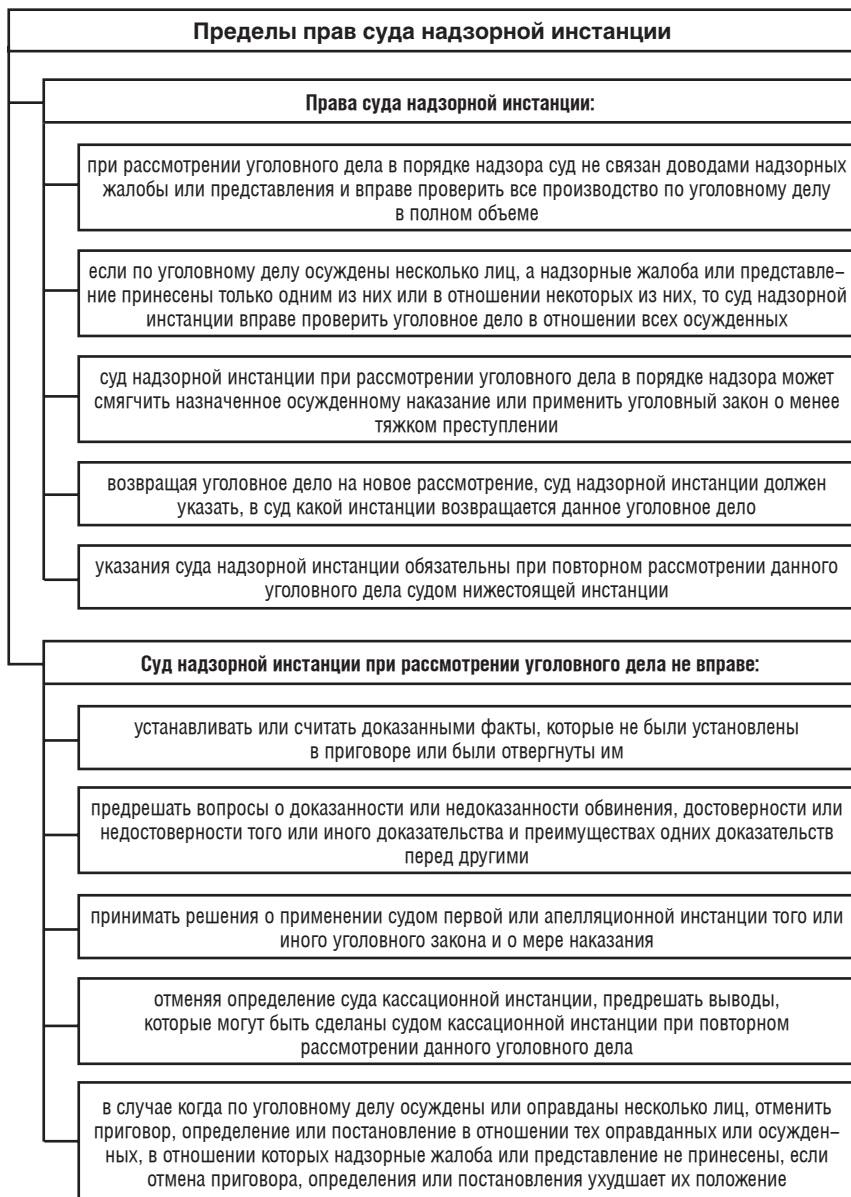 Пределы прав суда надзорной инстанции
Права суда надзорной инстанции:
при рассмотрении уголовного дела в порядке надзора суд не связан доводами надзорных
жалобы или представления и вправе проверить все производство по уголовному делу
в полном объеме
если по уголовному делу осуждены несколько лиц, а надзорные жалоба или представле–
ние принесены только одним из них или в отношении некоторых из них, то суд надзорной
инстанции вправе проверить уголовное дело в отношении всех осужденных
суд надзорной инстанции при рассмотрении уголовного дела в порядке надзора может
смягчить назначенное осужденному наказание или применить уголовный закон о менее
тяжком преступлении
возвращая уголовное дело на новое рассмотрение, суд надзорной инстанции должен
указать, в суд какой инстанции возвращается данное уголовное дело
указания суда надзорной инстанции обязательны при повторном рассмотрении данного
уголовного дела судом нижестоящей инстанции
Суд надзорной инстанции при рассмотрении уголовного дела не вправе:
устанавливать или считать доказанными факты, которые не были установлены
в приговоре или были отвергнуты им
предрешать вопросы о доказанности или недоказанности обвинения, достоверности или
недостоверности того или иного доказательства и преимуществах одних доказательств
перед другими
принимать решения о применении судом первой или апелляционной инстанции того или
иного уголовного закона и о мере наказания
отменяя определение суда кассационной инстанции, предрешать выводы,
которые могут быть сделаны судом кассационной инстанции при повторном
рассмотрении данного уголовного дела
в случае когда по уголовному делу осуждены или оправданы несколько лиц, отменить
приговор, определение или постановление в отношении тех оправданных или осужден–
ных, в отношении которых надзорные жалоба или представление не принесены, если
отмена приговора, определения или постановления ухудшает их положение